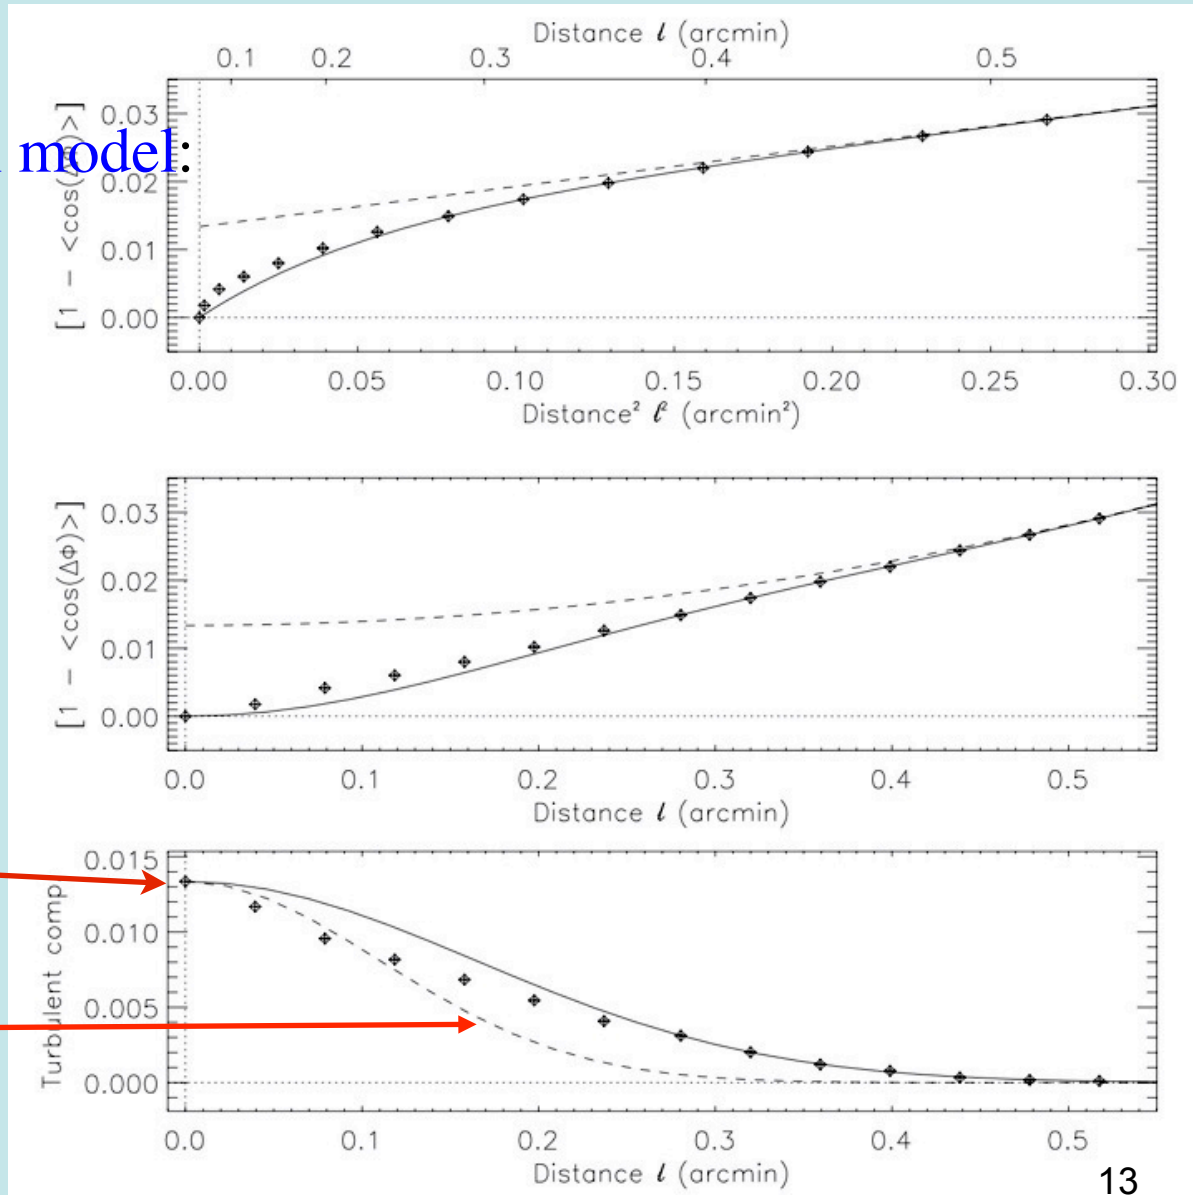 Distance ℓ (arcmin)
0.1 0.2 0.3 0.4 0.5
model:
[1 − <cos(ΔΦ)>]
0.03
0.02
0.01
0.00
0.00 0.05 0.10 0.15 0.20 0.25 0.30
Distance² ℓ² (arcmin²)
[1 − <cos(ΔΦ)>]
0.03
0.02
0.01
0.00
0.0 0.1 0.2 0.3 0.4 0.5
Distance ℓ (arcmin)
Turbulent comp
0.015
0.010
0.005
0.000
0.0 0.1 0.2 0.3 0.4 0.5
Distance ℓ (arcmin)
13